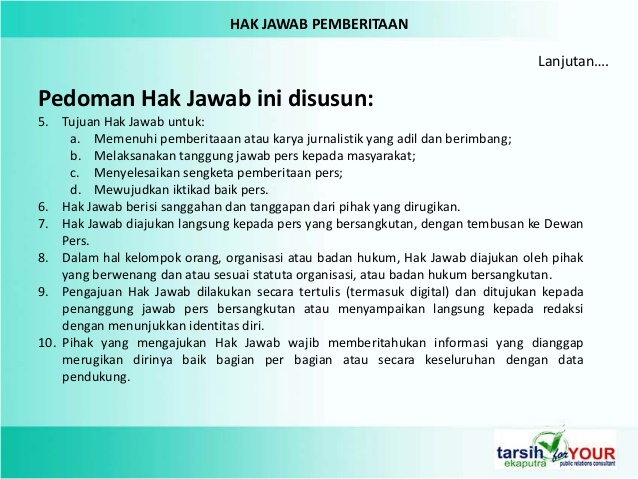 HAK JAWAB PEMBERITAAN
Lanjutan....
Pedoman Hak Jawab ini disusun:
5. Tujuan Hak Jawab untuk:
a. Memenuhi pemberitaaan atau karya jurnalistik yang adil dan berimbang;
b. Melaksanakan tanggung jawab pers kepada masyarakat;
c. Menyelesaikan sengketa pemberitaan pers;
d. Mewujudkan iktikad baik pers.
6. Hak Jawab berisi sanggahan dan tanggapan dari pihak yang dirugikan.
7. Hak Jawab diajukan langsung kepada pers yang bersangkutan, dengan tembusan ke Dewan
Pers.
8. Dalam hal kelompok orang, organisasi atau badan hukum, Hak Jawab diajukan oleh pihak
yang berwenang dan atau sesuai statuta organisasi, atau badan hukum bersangkutan.
9. Pengajuan Hak Jawab dilakukan secara tertulis (termasuk digital) dan ditujukan kepada
penanggung jawab pers bersangkutan atau menyampaikan langsung kepada redaksi
dengan menunjukkan identitas diri.
10. Pihak yang mengajukan Hak Jawab wajib memberitahukan informasi yang dianggap
merugikan dirinya baik bagian per bagian atau secara keseluruhan dengan data
pendukung.
tarsih for YOUR
ekaputra public relations consultant